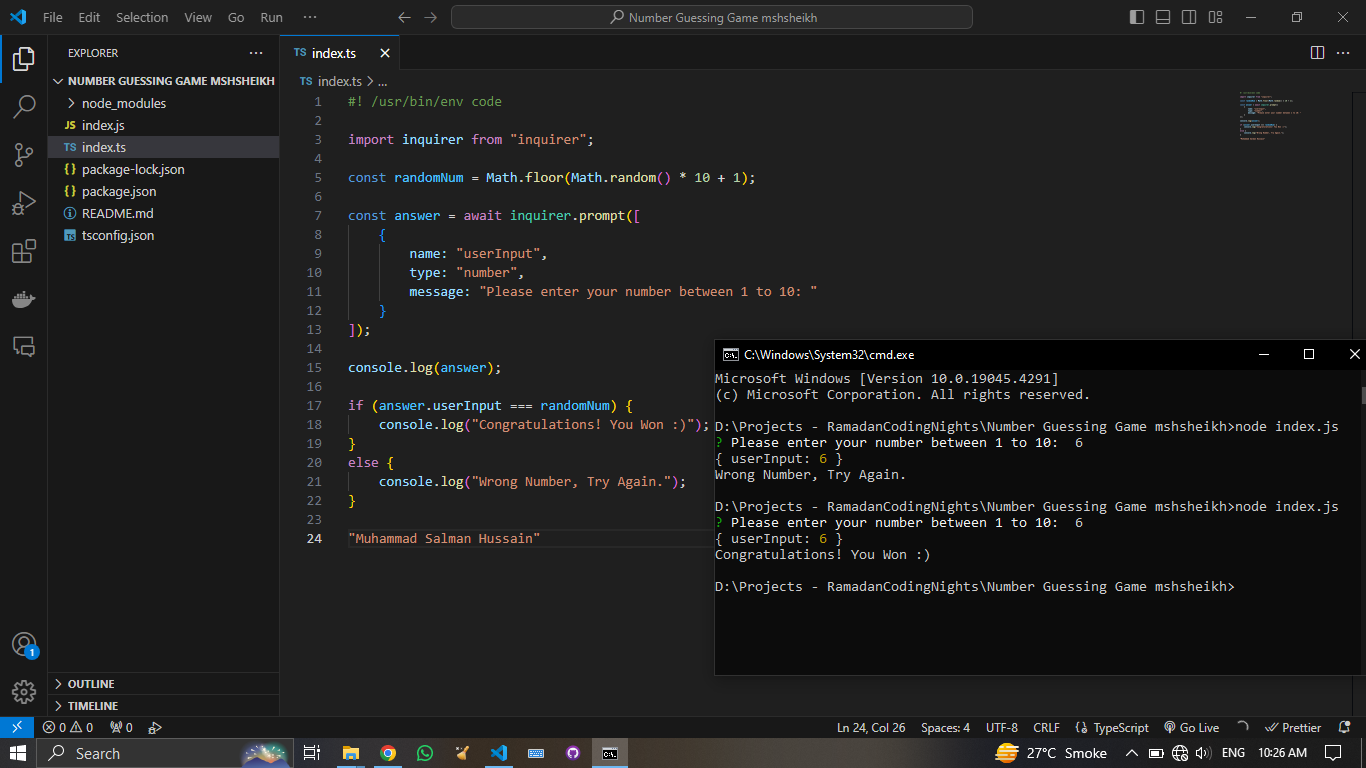 File Edit Selection View Go Run ··· Number Guessing Game mshsheikh
EXPLORER ···
NUMBER GUESSING GAME MSHSHEIKH
node_modules
JS index.js
TS index.ts
{} package-lock.json
{} package.json
README.md
TS tsconfig.json
OUTLINE
TIMELINE
1
TS index.ts
TS index.ts > ...
1 #! /usr/bin/env code
2
3 import inquirer from "inquirer";
4
5 const randomNum = Math.floor(Math.random() * 10 + 1);
6
7 const answer = await inquirer.prompt([
8 {
9 name: "userInput",
10 type: "number",
11 message: "Please enter your number between 1 to 10: "
12 }
13 ]);
14
15 console.log(answer);
16
17 if (answer.userInput === randomNum) {
18 console.log("Congratulations! You Won :)");
19 }
20 else {
21 console.log("Wrong Number, Try Again.");
22 }
23
24 "Muhammad Salman Hussain"
C:\Windows\System32\cmd.exe
Microsoft Windows [Version 10.0.19045.4291]
(c) Microsoft Corporation. All rights reserved.
D:\Projects - RamadanCodingNights\Number Guessing Game mshsheikh>node index.js
? Please enter your number between 1 to 10:  6
{ userInput: 6 }
Wrong Number, Try Again.
D:\Projects - RamadanCodingNights\Number Guessing Game mshsheikh>node index.js
? Please enter your number between 1 to 10:  6
{ userInput: 6 }
Congratulations! You Won :)
D:\Projects - RamadanCodingNights\Number Guessing Game mshsheikh>
0 0 0 Ln 24, Col 26 Spaces: 4 UTF-8 CRLF {} TypeScript Go Live Prettier
Search 27°C Smoke ENG 10:26 AM